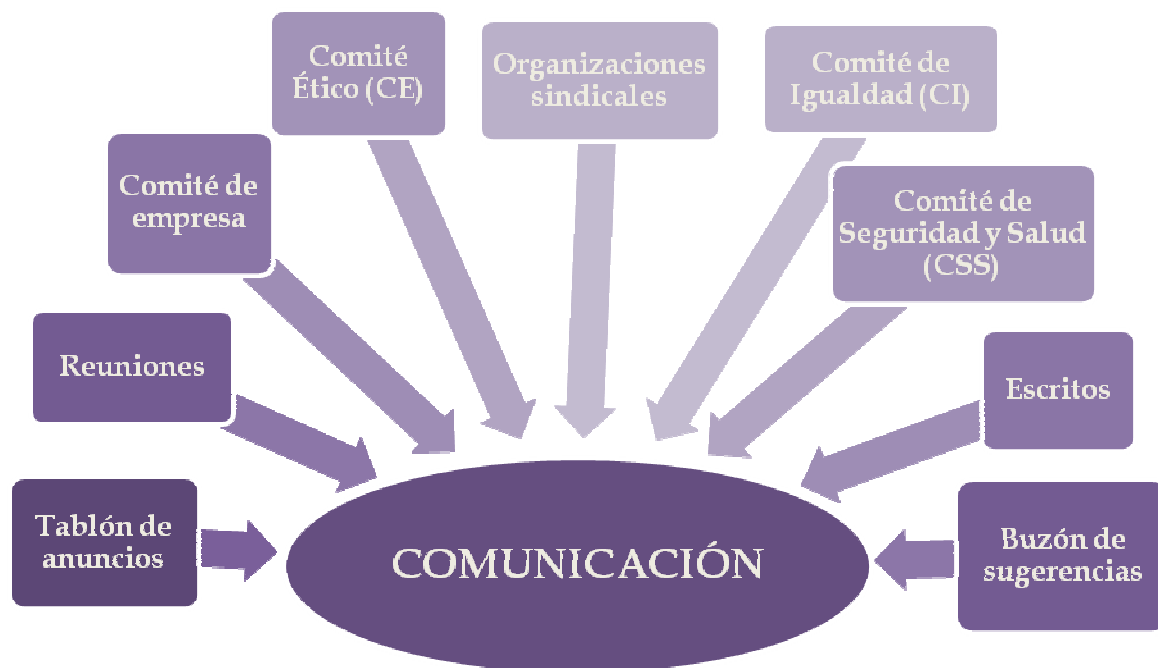 Comité
Ético (CE)
Organizaciones
sindicales
Comité de
Igualdad (CI)
Comité de
empresa
Comité de
Seguridad y Salud
(CSS)
Reuniones
Escritos
Tablón de
anuncios
COMUNICACIÓN
Buzón de
sugerencias